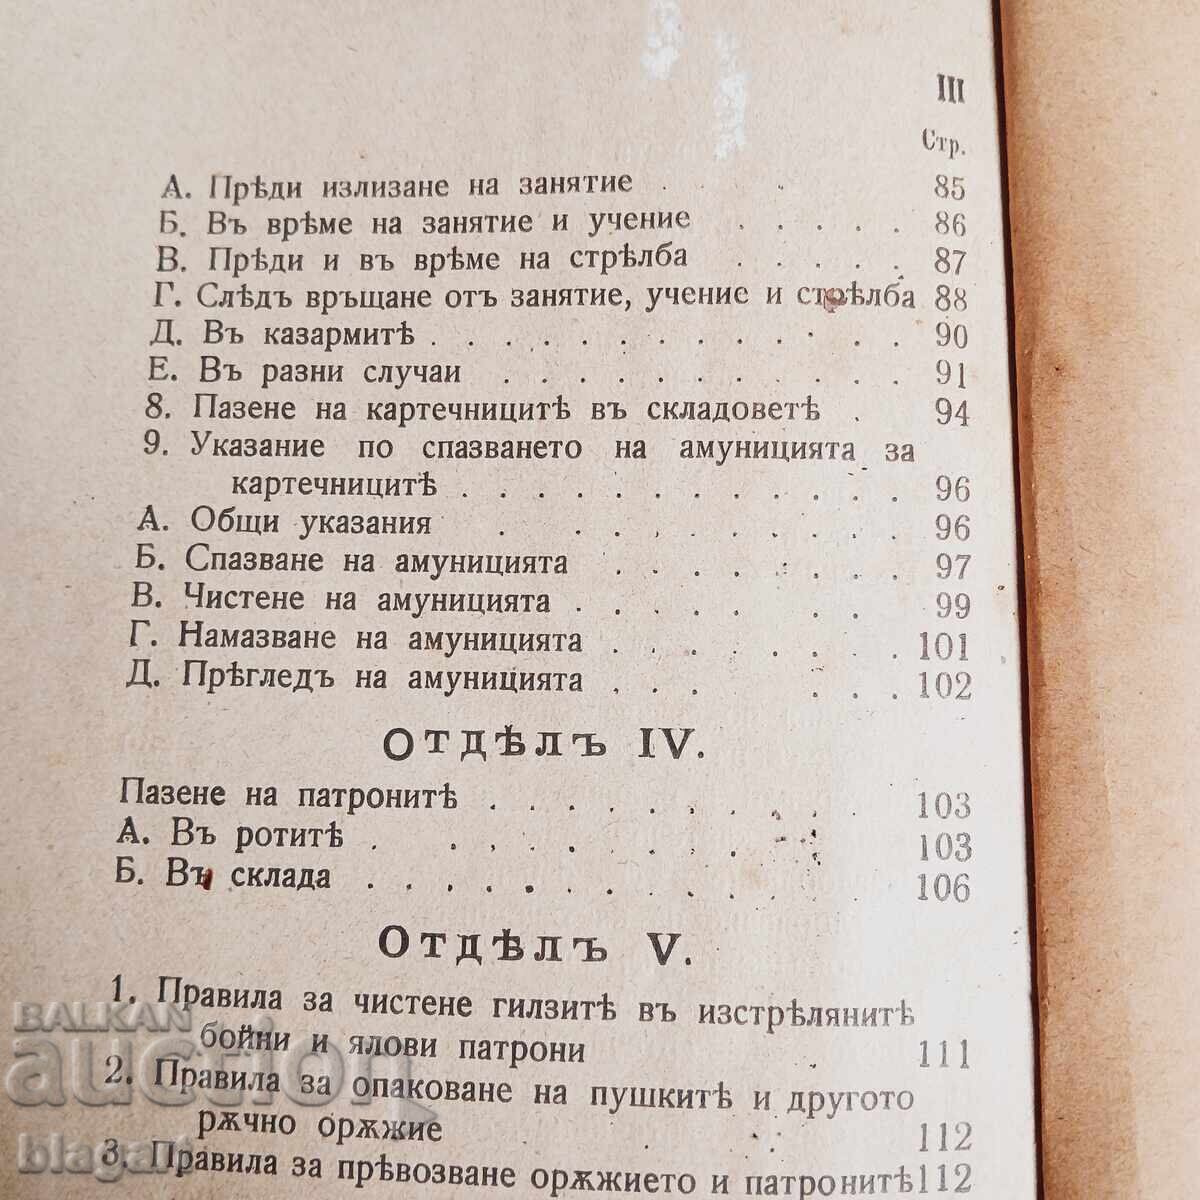 III
Стр.
А. Прѣди излизане на занятие . . 85
Б. Въ врѣме на занятие и учение . . . . . 86
В. Прѣди и въ врѣме на стрѣлба . . . . . 87
Г. Слѣдъ връщане отъ занятие, учение и стрѣлба 88
Д. Въ казармитѣ . . . . . . . . . . . . 90
Е. Въ разни случаи . . . . . . . . . . . 91
8. Пазене на картечницитѣ въ складоветѣ . 94
9. Указание по спазването на амуницията за
картечницитѣ . . . . . . . . . . . . 96
А. Общи указания . . . . . . . . . 96
Б. Спазване на амуницията . . . . . . . . 97
В. Чистене на амуницията . . . . . . . . 99
Г. Намазване на амуницията . . . . . . . 101
Д. Прѣгледъ на амуницията . . . . . . 102
Отдѣлъ IV.
Пазене на патронитѣ . . . . . . . . . . 103
А. Въ ротитѣ . . . . . . . . . . . 103
Б. Въ склада . . . . . . . . . . . . . 106
Отдѣлъ V.
1. Правила за чистене гилзитѣ въ изстрѣлянитѣ
бойни и ялови патрони 111
2. Правила за опаковане на пушкитѣ и другото
рѫчно орѫжие 112
3. Правила за прѣвозване орѫжието и патронитѣ 112
BALKAN
auction
blagat